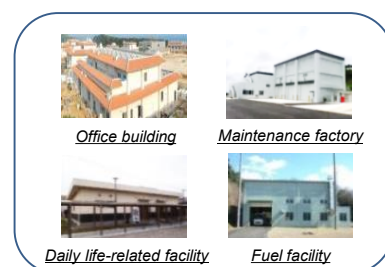 Office building
Maintenance factory
Daily life-related facility
Fuel facility